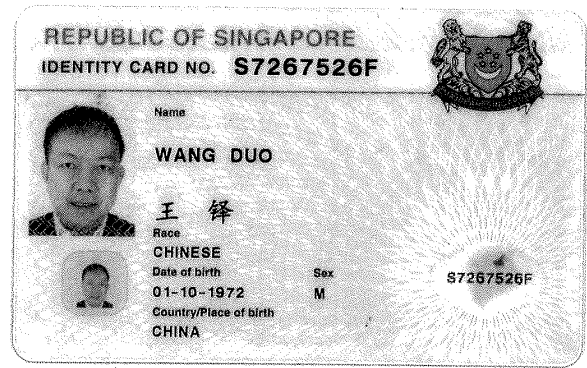 REPUBLIC OF SINGAPORE
IDENTITY CARD NO. S7267526F
Name
WANG DUO
王 铎
Race
CHINESE
Date of birth Sex
01-10-1972 M
Country/Place of birth
CHINA
S7267526F